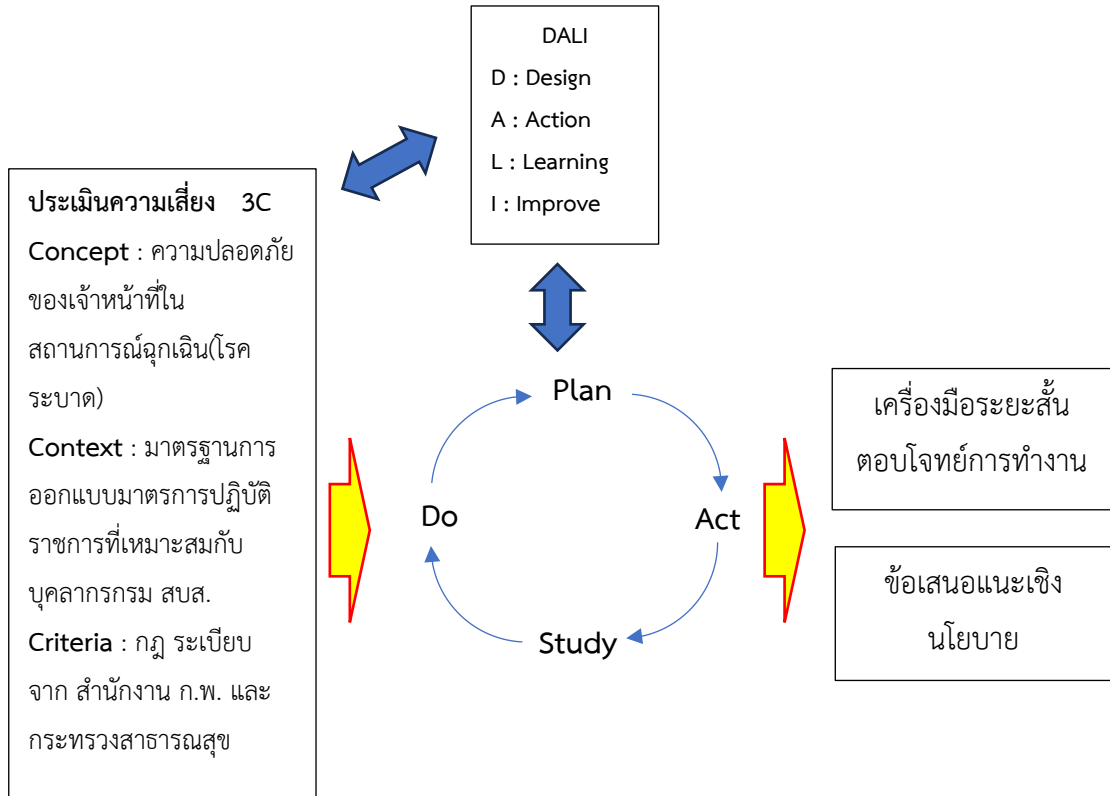 DALI
D : Design
A : Action
L : Learning
I : Improve
ประเมินความเสี่ยง 3C
Concept : ความปลอดภัย
ของเจ้าหน้าที่ใน
สถานการณ์ฉุกเฉิน(โรค
ระบาด)
Context : มาตรฐานการ
ออกแบบมาตรการปฏิบัติ
ราชการที่เหมาะสมกับ
บุคลากรกรม สบส.
Criteria : กฎ ระเบียบ
จาก สำนักงาน ก.พ. และ
กระทรวงสาธารณสุข
Plan
Do
Act
Study
เครื่องมือระยะสั้น
ตอบโจทย์การทำงาน
ข้อเสนอแนะเชิง
นโยบาย